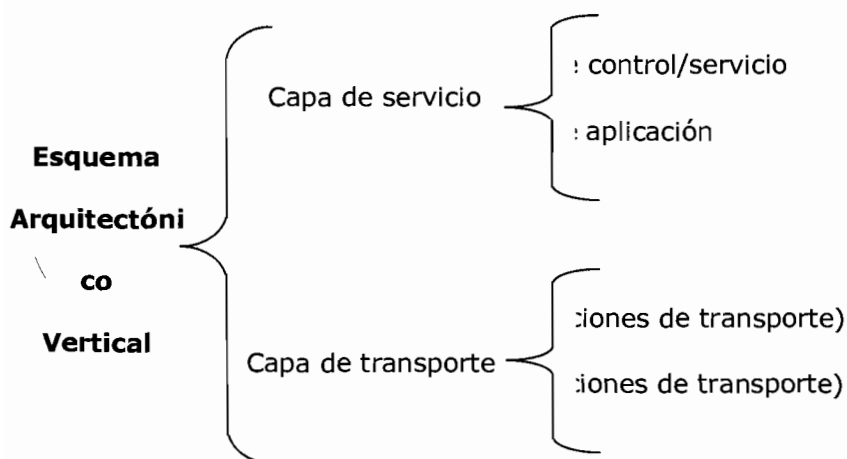 Esquema
Arquitectóni
co
Vertical
Capa de servicio
control/servicio
aplicación
Capa de transporte
ciones de transporte)
ciones de transporte)